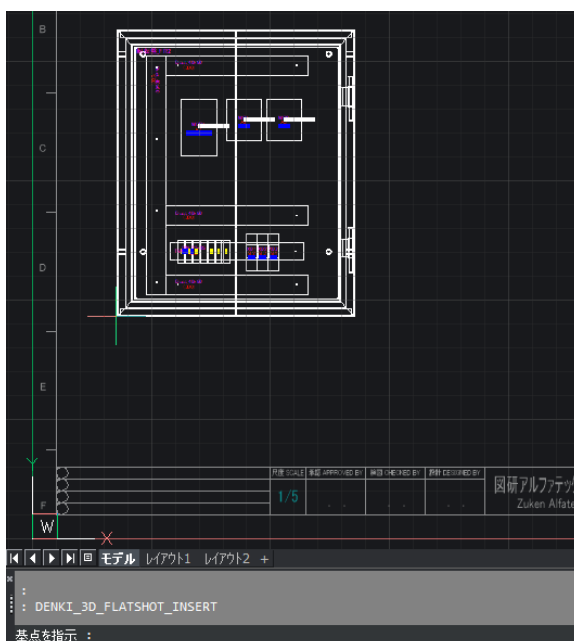 B
C
D
E
F
尺度 SCALE 承認 APPROVED BY 検図 CHECKED BY 設計 DESIGNED BY
1/5
図研アルファテッ
Zuken Alfate
Y
W
X
モデル レイアウト1 レイアウト2 +
:
: DENKI_3D_FLATSHOT_INSERT
基点を指示 :